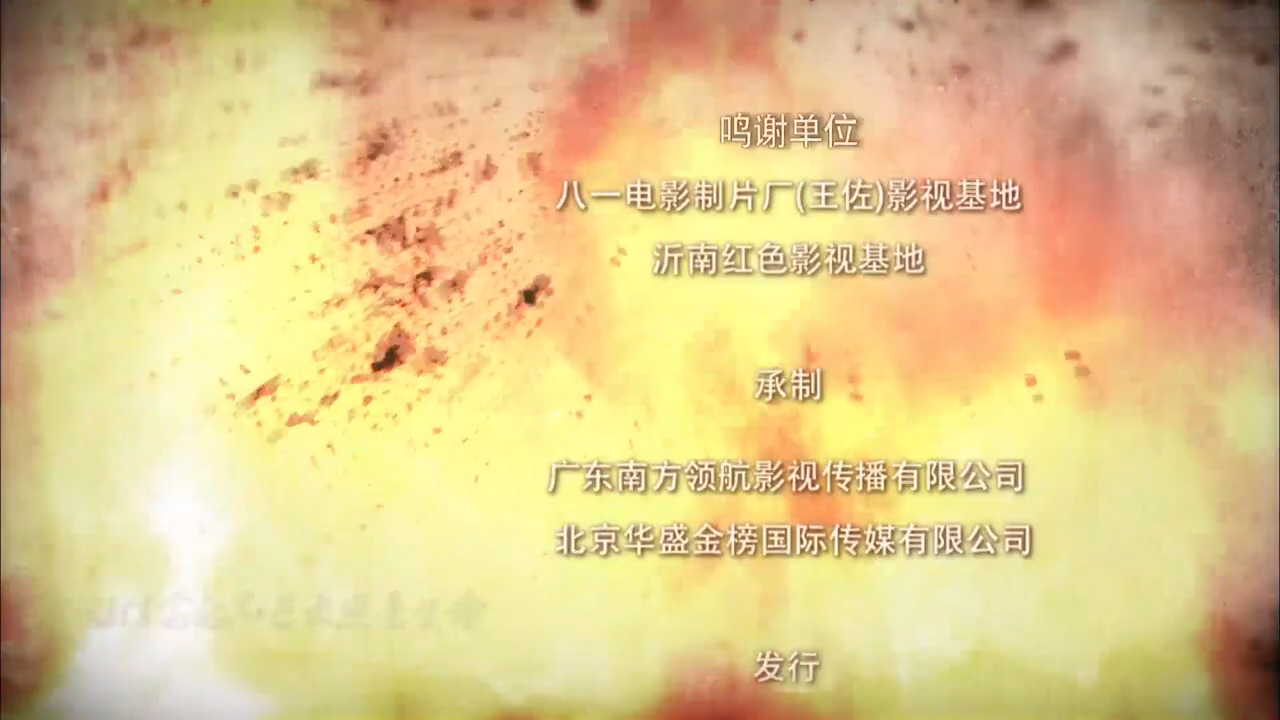 鸣谢单位
八一电影制片厂(王佐)影视基地
沂南红色影视基地
承制
广东南方领航影视传播有限公司
北京华盛金榜国际传媒有限公司
发行